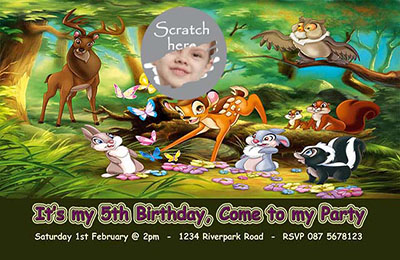 Scratch
here
It's my 5th Birthday, Come to my Party
Saturday 1st February @ 2pm - 1234 Riverpark Road - RSVP 087 5678123